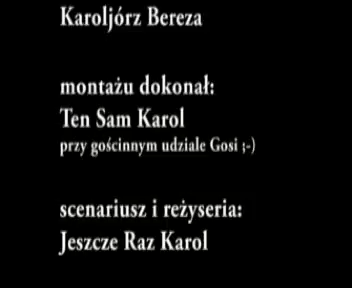 Karoljórz Bereza
montażu dokonał:
Ten Sam Karol
przy gościnnym udziale Gosi ;-)
scenariusz i reżyseria:
Jeszcze Raz Karol